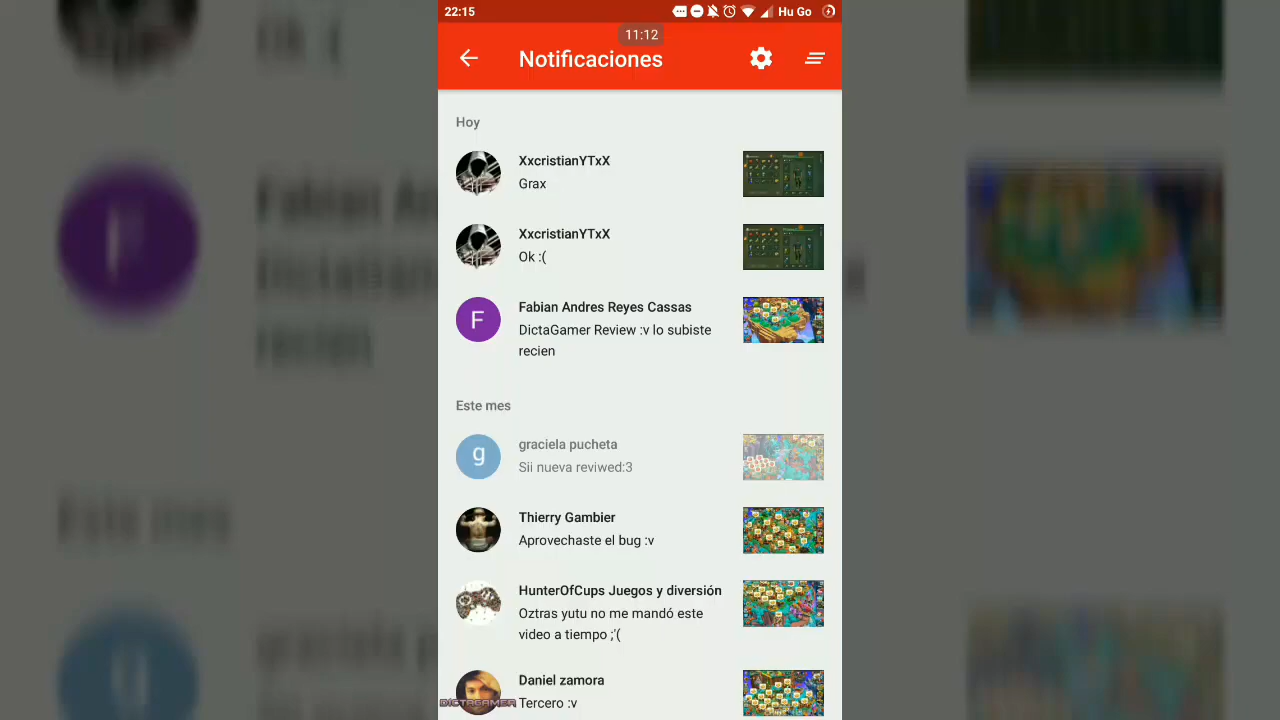 22:15
Hu Go
11:12
Notificaciones
Hoy
XxcristianYTxX
Grax
XxcristianYTxX
Ok :(
F
Fabian Andres Reyes Cassas
DictaGamer Review :v lo subiste
recien
Este mes
g
graciela pucheta
Sii nueva reviwed:3
Thierry Gambier
Aprovechaste el bug :v
HunterOfCups Juegos y diversión
Oztras yutu no me mandó este
video a tiempo ;'(
Daniel zamora
DICTAGAMER
Tercero :v